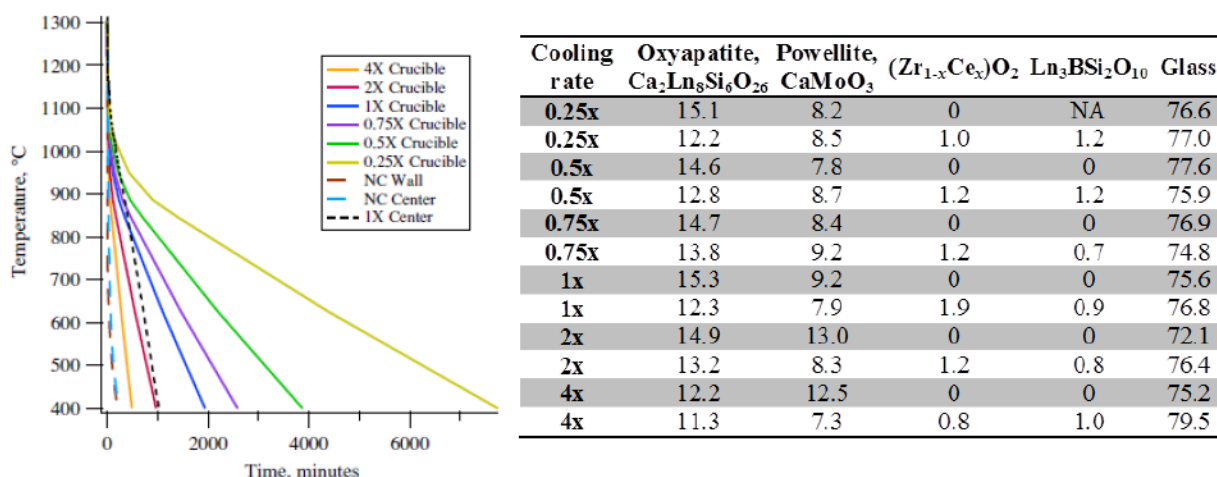 1300
1200
1100
1000
900
800
700
600
500
400
Temperature, °C
0
2000
4000
6000
Time, minutes
4X Crucible
2X Crucible
1X Crucible
0.75X Crucible
0.5X Crucible
0.25X Crucible
NC Wall
NC Center
1X Center
Cooling rate Oxyapatite, Ca2Ln8Si6O26 Powellite, CaMoO3 (Zr1-xCex)O2 Ln3BSi2O10 Glass
0.25x 15.1 8.2 0 NA 76.6
0.25x 12.2 8.5 1.0 1.2 77.0
0.5x 14.6 7.8 0 0 77.6
0.5x 12.8 8.7 1.2 1.2 75.9
0.75x 14.7 8.4 0 0 76.9
0.75x 13.8 9.2 1.2 0.7 74.8
1x 15.3 9.2 0 0 75.6
1x 12.3 7.9 1.9 0.9 76.8
2x 14.9 13.0 0 0 72.1
2x 13.2 8.3 1.2 0.8 76.4
4x 12.2 12.5 0 0 75.2
4x 11.3 7.3 0.8 1.0 79.5